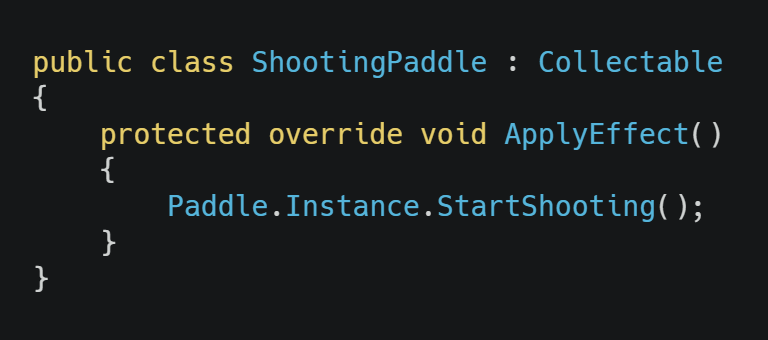 public class ShootingPaddle : Collectable
{
    protected override void ApplyEffect()
    {
        Paddle.Instance.StartShooting();
    }
}